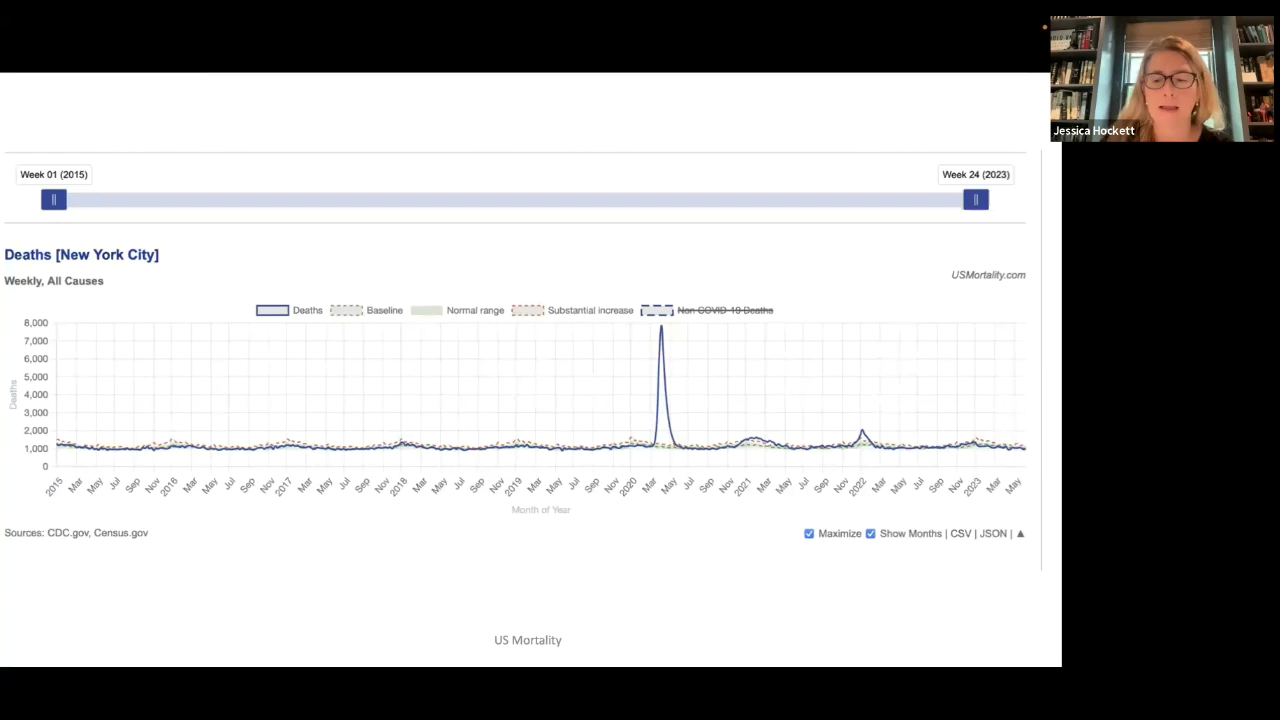 Jessica Hockett
Week 01 (2015)
Week 24 (2023)
Deaths [New York City]
USMortality.com
Weekly, All Causes
Deaths
Baseline
Normal range
Substantial increase
Non COVID-19 Deaths
8,000
7,000
6,000
5,000
4,000
3,000
2,000
1,000
0
Deaths
2015 Mar May Jul Sep Nov 2016 Mar May Jul Sep Nov 2017 Mar May Jul Sep Nov 2018 Mar May Jul Sep Nov 2019 Mar May Jul Sep Nov 2020 Mar May Jul Sep Nov 2021 Mar May Jul Sep Nov 2022 Mar May Jul Sep Nov 2023 Mar May
Month of Year
Sources: CDC.gov, Census.gov
Maximize
Show Months | CSV | JSON | ▲
US Mortality